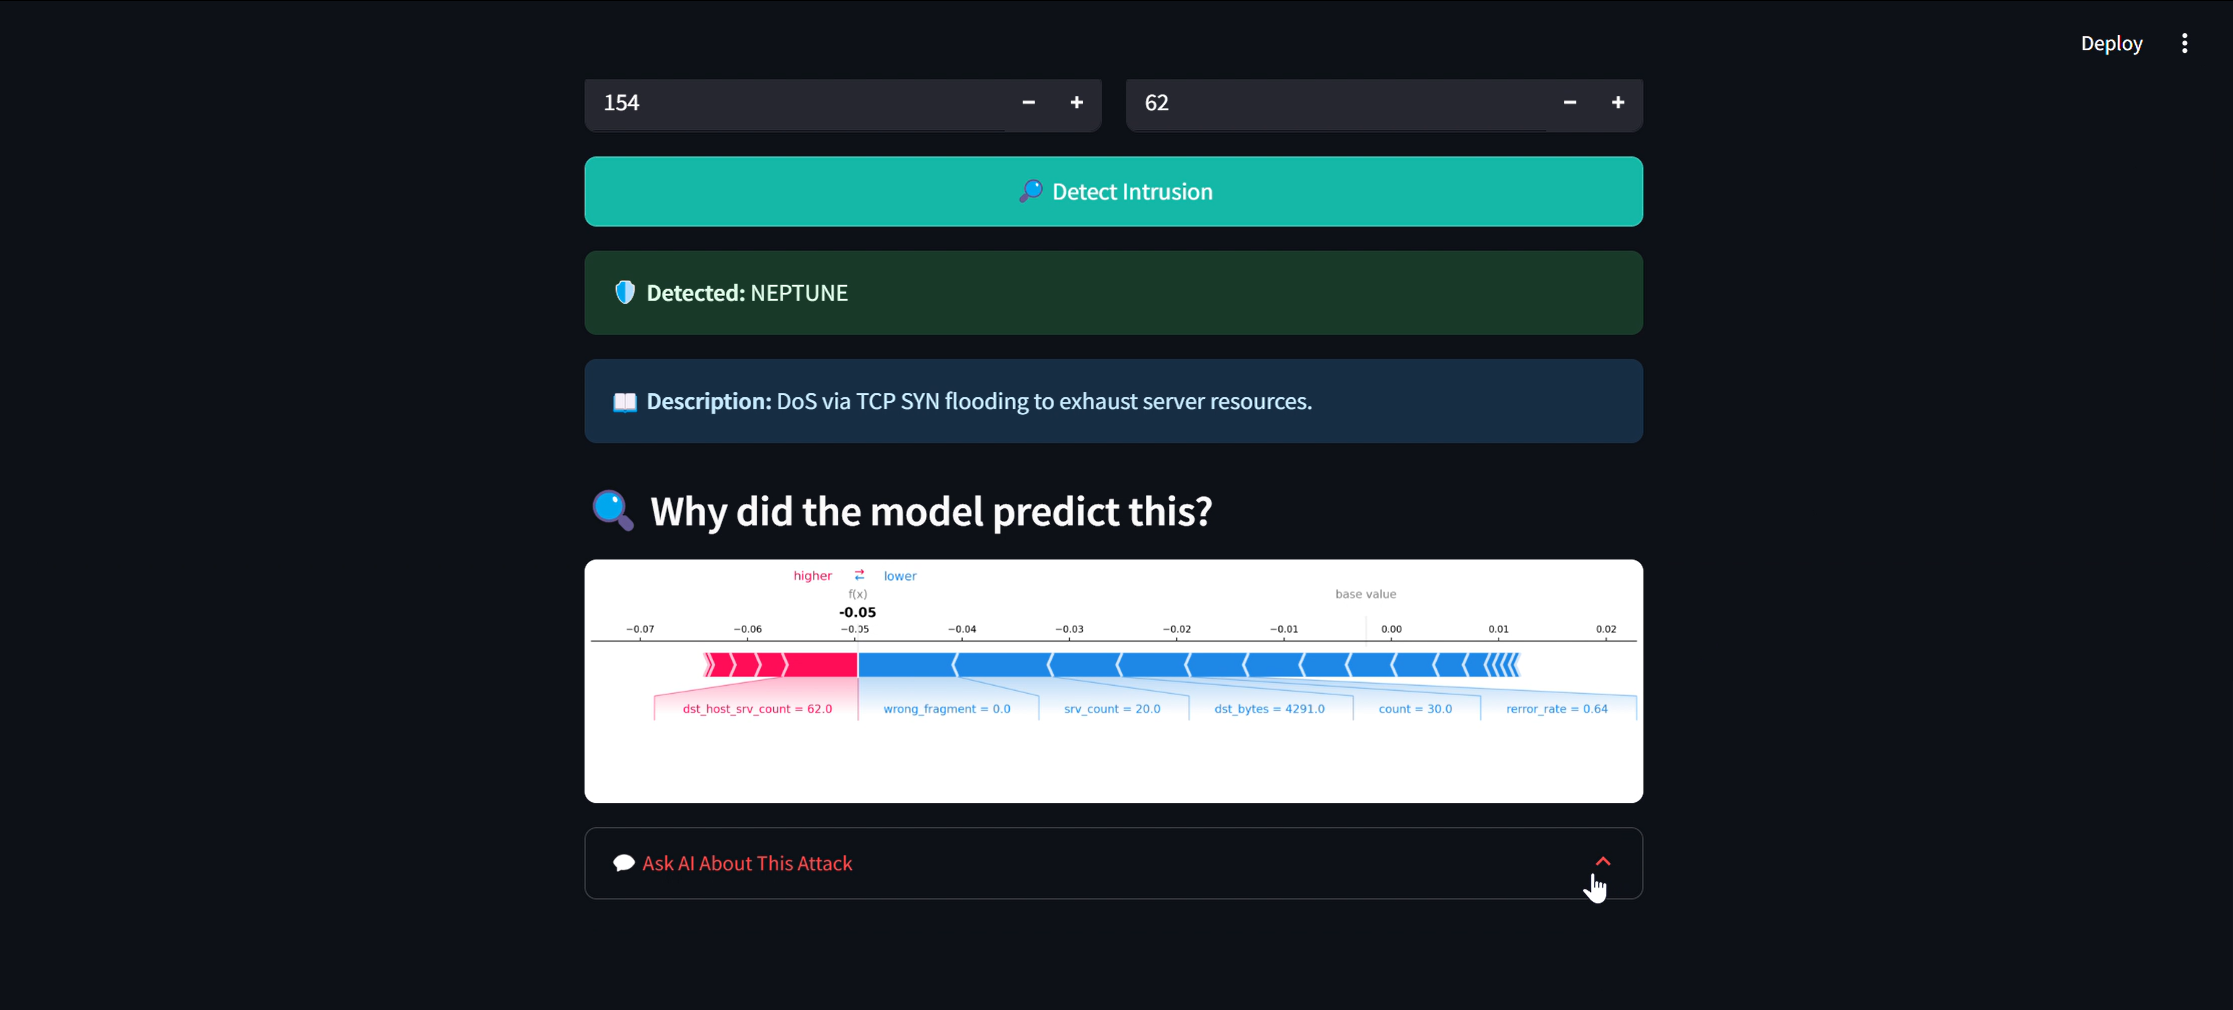 Deploy
154 − +
62 − +
Detect Intrusion
Detected: NEPTUNE
Description: DoS via TCP SYN flooding to exhaust server resources.
Why did the model predict this?
higher ⇄ lower
f(x)
base value
-0.05
−0.07 −0.06 −0.05 −0.04 −0.03 −0.02 −0.01 0.00 0.01 0.02
dst_host_srv_count = 62.0
wrong_fragment = 0.0
srv_count = 20.0
dst_bytes = 4291.0
count = 30.0
rerror_rate = 0.64
Ask AI About This Attack